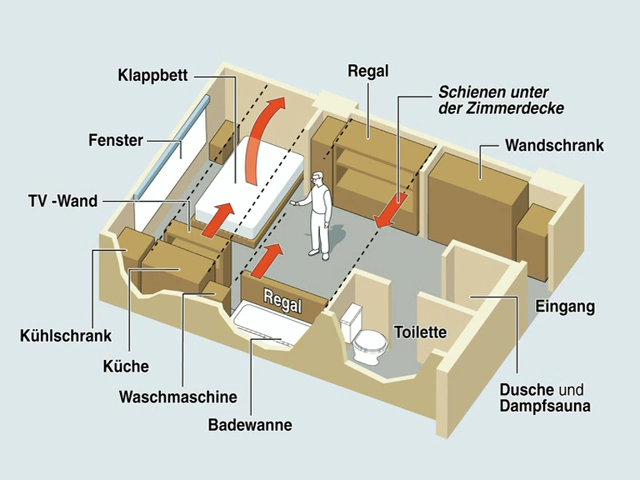 Klappbett
Regal
Schienen unter
der Zimmerdecke
Fenster
Wandschrank
TV -Wand
Regal
Eingang
Kühlschrank
Toilette
Küche
Waschmaschine
Dusche und
Dampfsauna
Badewanne